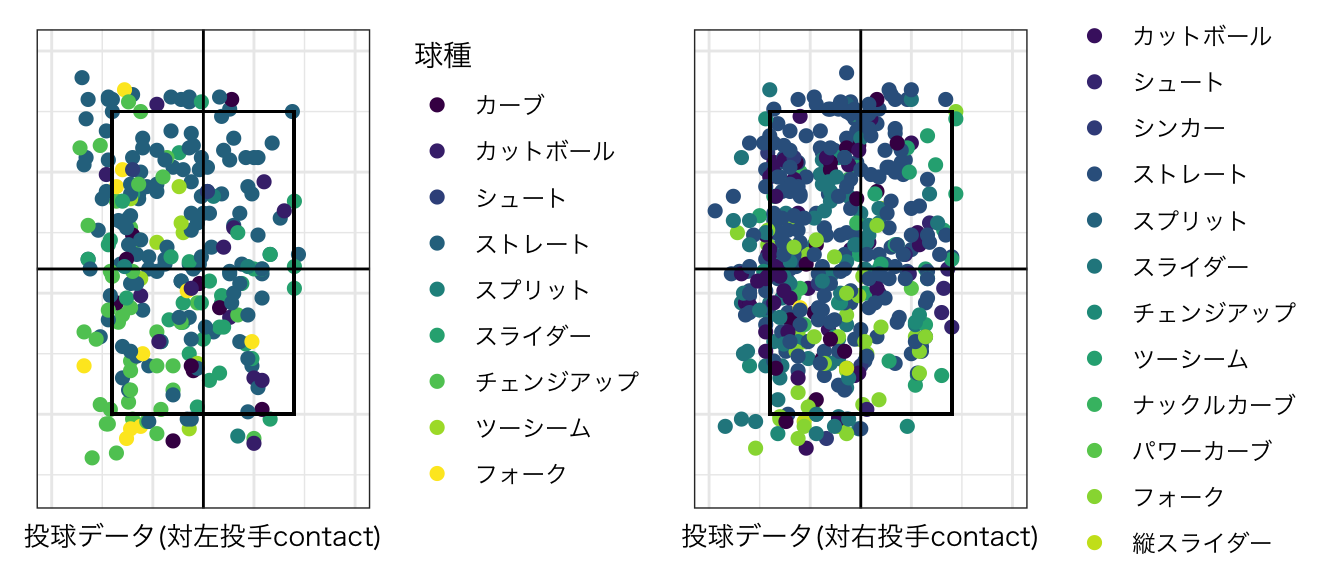 球種
カーブ
カットボール
シュート
ストレート
スプリット
スライダー
チェンジアップ
ツーシーム
フォーク
投球データ(対左投手contact)
カットボール
シュート
シンカー
ストレート
スプリット
スライダー
チェンジアップ
ツーシーム
ナックルカーブ
パワーカーブ
フォーク
縦スライダー
投球データ(対右投手contact)